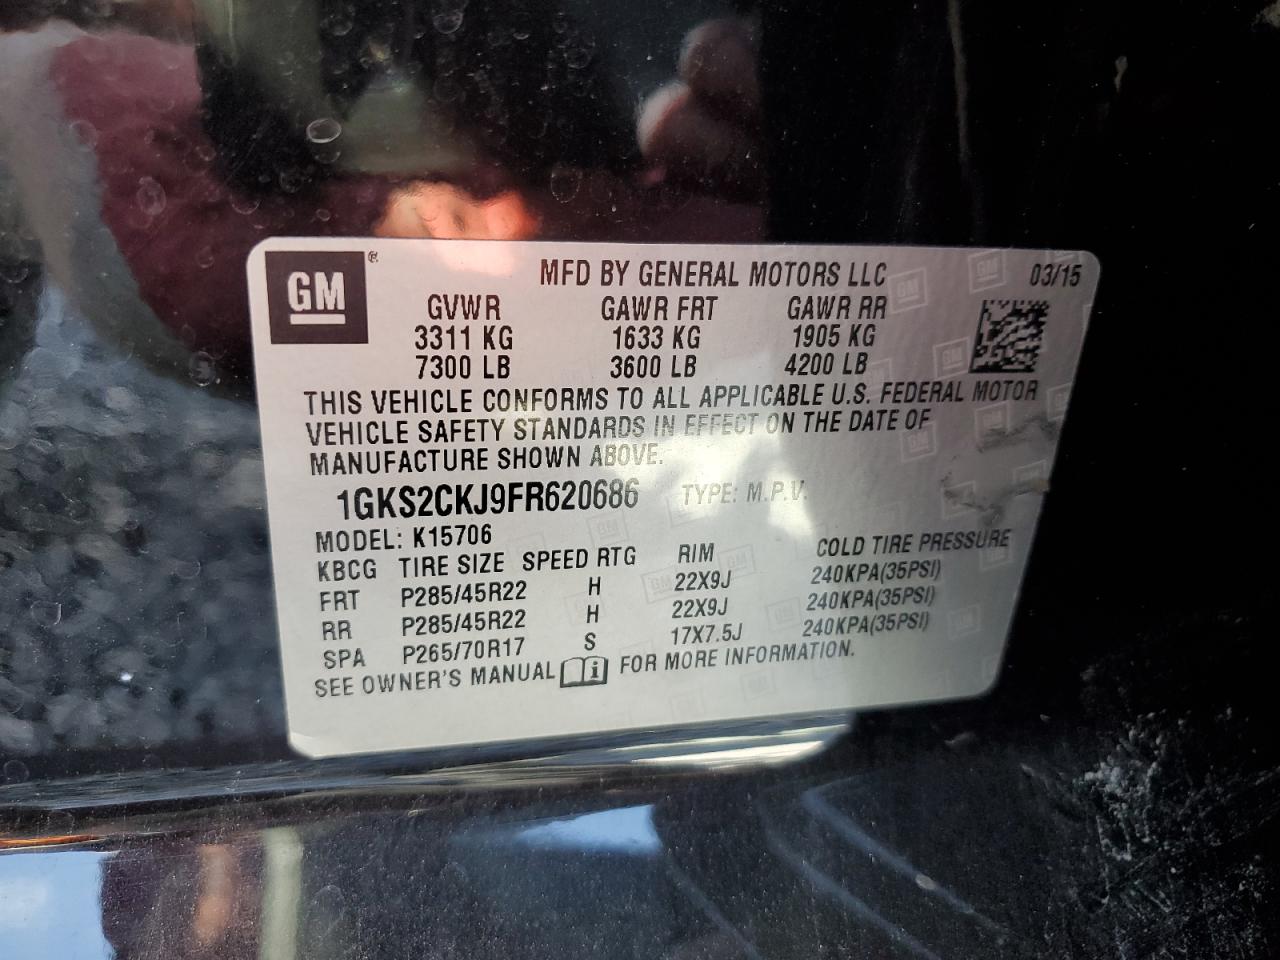 GM ®
MFD BY GENERAL MOTORS LLC 03/15
GVWR GAWR FRT GAWR RR
3311 KG 1633 KG 1905 KG
7300 LB 3600 LB 4200 LB
THIS VEHICLE CONFORMS TO ALL APPLICABLE U.S. FEDERAL MOTOR
VEHICLE SAFETY STANDARDS IN EFFECT ON THE DATE OF
MANUFACTURE SHOWN ABOVE.
1GKS2CKJ9FR620686 TYPE: M.P.V.
MODEL: K15706
KBCG TIRE SIZE SPEED RTG RIM COLD TIRE PRESSURE
FRT P285/45R22 H 22X9J 240KPA(35PSI)
RR P285/45R22 H 22X9J 240KPA(35PSI)
SPA P265/70R17 S 17X7.5J 240KPA(35PSI)
SEE OWNER'S MANUAL i FOR MORE INFORMATION.